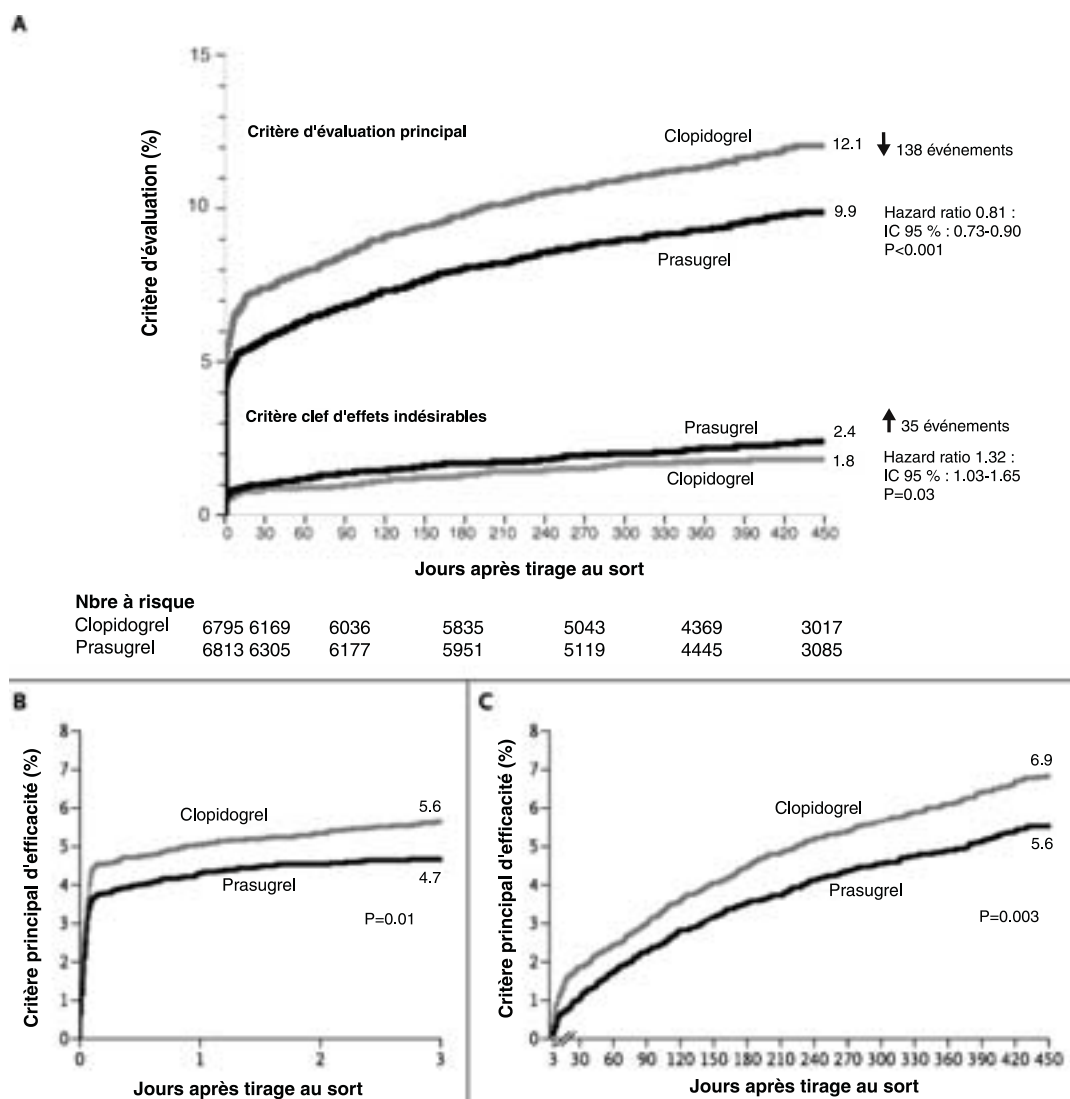 A
Critère d'évaluation (%)
15
10
5
0
Critère d'évaluation principal
Clopidogrel
12.1
↓ 138 événements
9.9
Hazard ratio 0.81 :
IC 95 % : 0.73-0.90
P<0.001
Prasugrel
Critère clef d'effets indésirables
Prasugrel
2.4
↑ 35 événements
1.8
Clopidogrel
Hazard ratio 1.32 :
IC 95 % : 1.03-1.65
P=0.03
0 30 60 90 120 150 180 210 240 270 300 330 360 390 420 450
Jours après tirage au sort
Nbre à risque
Clopidogrel 6795 6169 6036 5835 5043 4369 3017
Prasugrel 6813 6305 6177 5951 5119 4445 3085
B
Critère principal d'efficacité (%)
8
7
6
5
4
3
2
1
0
Clopidogrel
5.6
Prasugrel
4.7
P=0.01
0 1 2 3
Jours après tirage au sort
C
Critère principal d'efficacité (%)
8
7
6
5
4
3
2
1
0
6.9
Clopidogrel
5.6
Prasugrel
P=0.003
3 30 60 90 120 150 180 210 240 270 300 330 360 390 420 450
Jours après tirage au sort